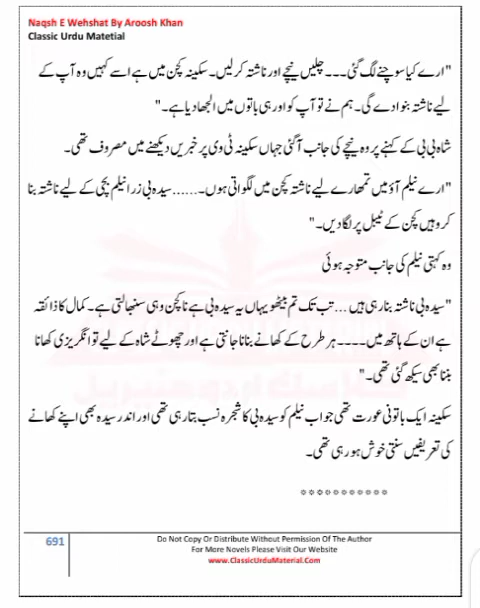 Naqsh E Wehshat By Aroosh Khan
Classic Urdu Matetial
"ارے کیا سوچنے لگ گئی۔۔۔ چلیں نیچے اور ناشتہ کرلیں۔ سکینہ کچن میں ہے اسے کہیں وہ آپ کے
لیے ناشتہ بنوا دے گی۔ ہم نے تو آپ کو اور ہی باتوں میں الجھا دیا ہے۔"
شاہ بی بی کے کہنے پر وہ نیچے کی جانب آگئی جہاں سکینہ ٹی وی پر خبریں دیکھنے میں مصروف تھی۔
"ارے نیلم آؤ میں تمھارے لیے ناشتہ کچن میں لگواتی ہوں۔......سیدہ بی زرا نیلم بچی کے لیے ناشتہ بنا
کر وہیں کچن کے ٹیبل پر لگا دیں۔"
وہ کہتی نیلم کی جانب متوجہ ہوئی
"سیدہ بی ناشتہ بنا رہی ہیں ... تب تک تم بیٹھو یہاں یہ سیدہ بی ہے نا کچن وہی سنبھالتی ہے۔ کمال کا ذائقہ
ہے ان کے ہاتھ میں۔۔۔۔ ہر طرح کے کھانے بنانا جانتی ہے اور چھوٹے شاہ کے لیے تو انگریزی کھانا
بننا بھی سیکھ گئی تھی۔"
سکینہ ایک باتونی عورت تھی جو اب نیلم کو سیدہ بی کا شجرہ نسب بتا رہی تھی اور اندر سیدہ بھی اپنے کھانے
کی تعریفیں سنتی خوش ہو رہی تھی۔
***********
691
Do Not Copy Or Distribute Without Permission Of The Author
For More Novels Please Visit Our Website
www.ClassicUrduMaterial.Com